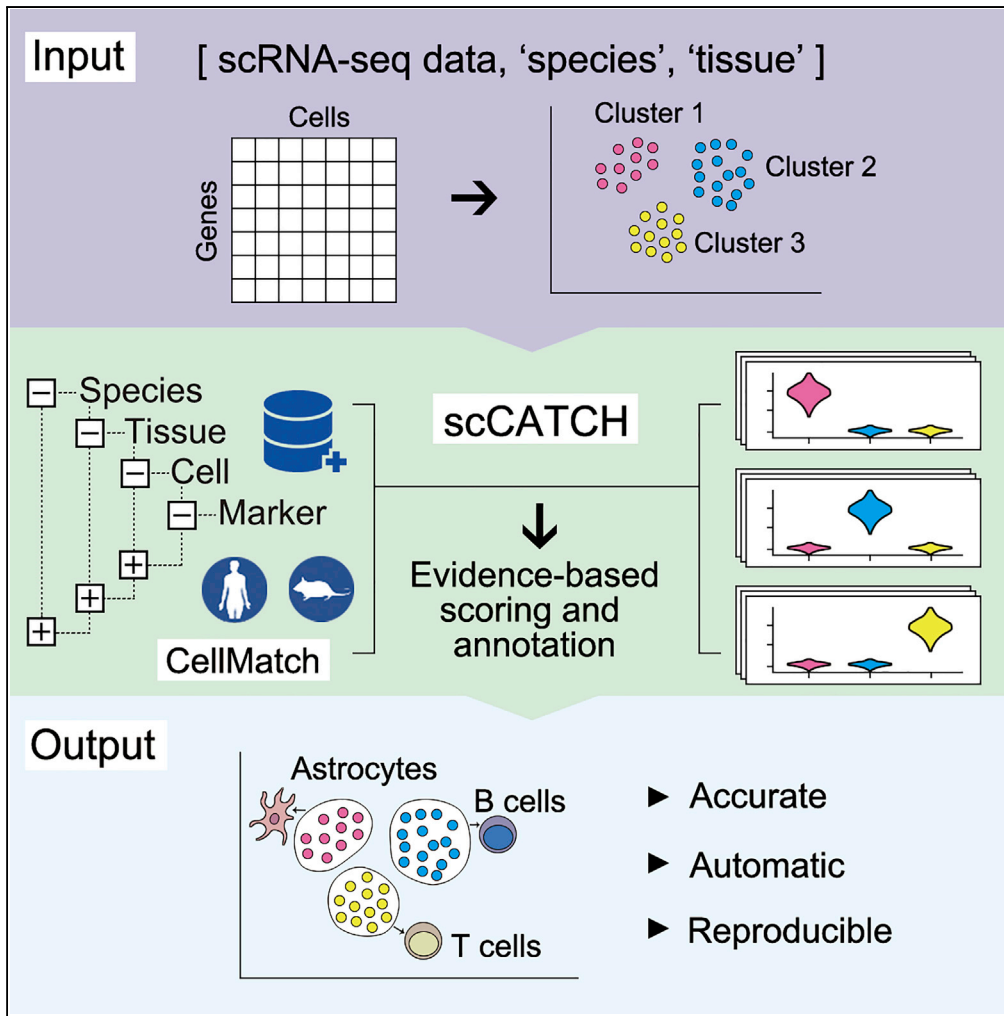 Input
[ scRNA-seq data, ‘species’, ‘tissue’ ]
Cells
Genes
Cluster 1
Cluster 2
Cluster 3
Species
Tissue
Cell
Marker
CellMatch
scCATCH
Evidence-based
scoring and
annotation
Output
Astrocytes
B cells
T cells
Accurate
Automatic
Reproducible